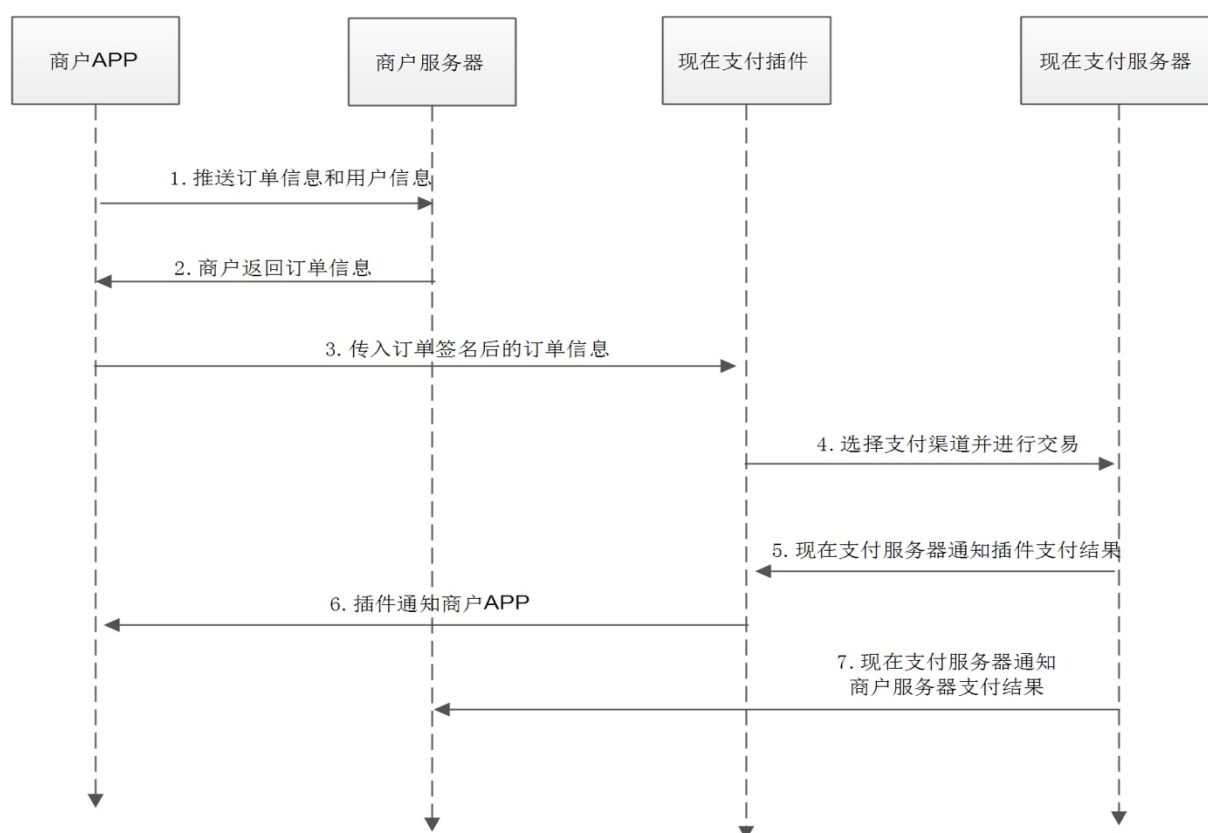 商户APP
商户服务器
现在支付插件
现在支付服务器
1.推送订单信息和用户信息
2.商户返回订单信息
3.传入订单签名后的订单信息
4.选择支付渠道并进行交易
5.现在支付服务器通知插件支付结果
6.插件通知商户APP
7.现在支付服务器通知
商户服务器支付结果